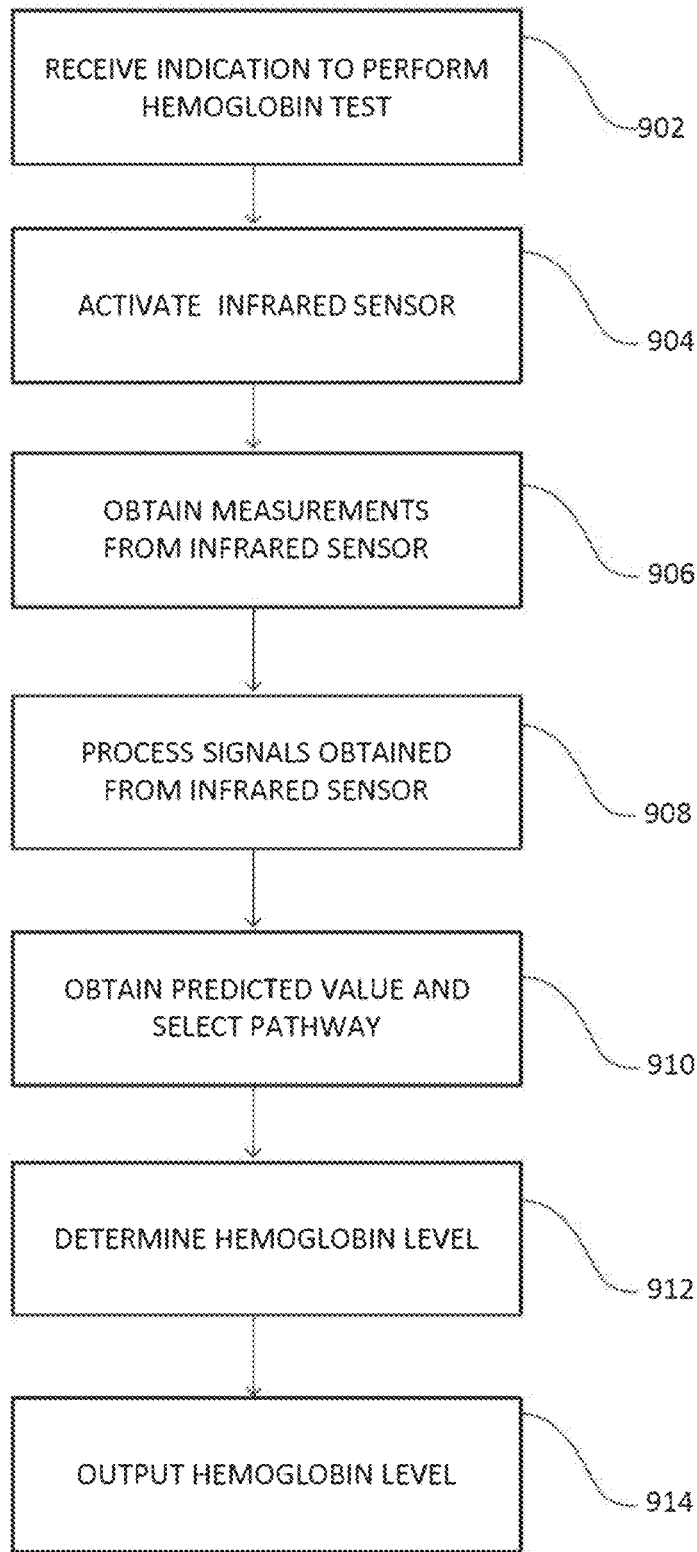 RECEIVE INDICATION TO PERFORM
HEMOGLOBIN TEST
902
ACTIVATE INFRARED SENSOR
904
OBTAIN MEASUREMENTS
FROM INFRARED SENSOR
906
PROCESS SIGNALS OBTAINED
FROM INFRARED SENSOR
908
OBTAIN PREDICTED VALUE AND
SELECT PATHWAY
910
DETERMINE HEMOGLOBIN LEVEL
912
OUTPUT HEMOGLOBIN LEVEL
914